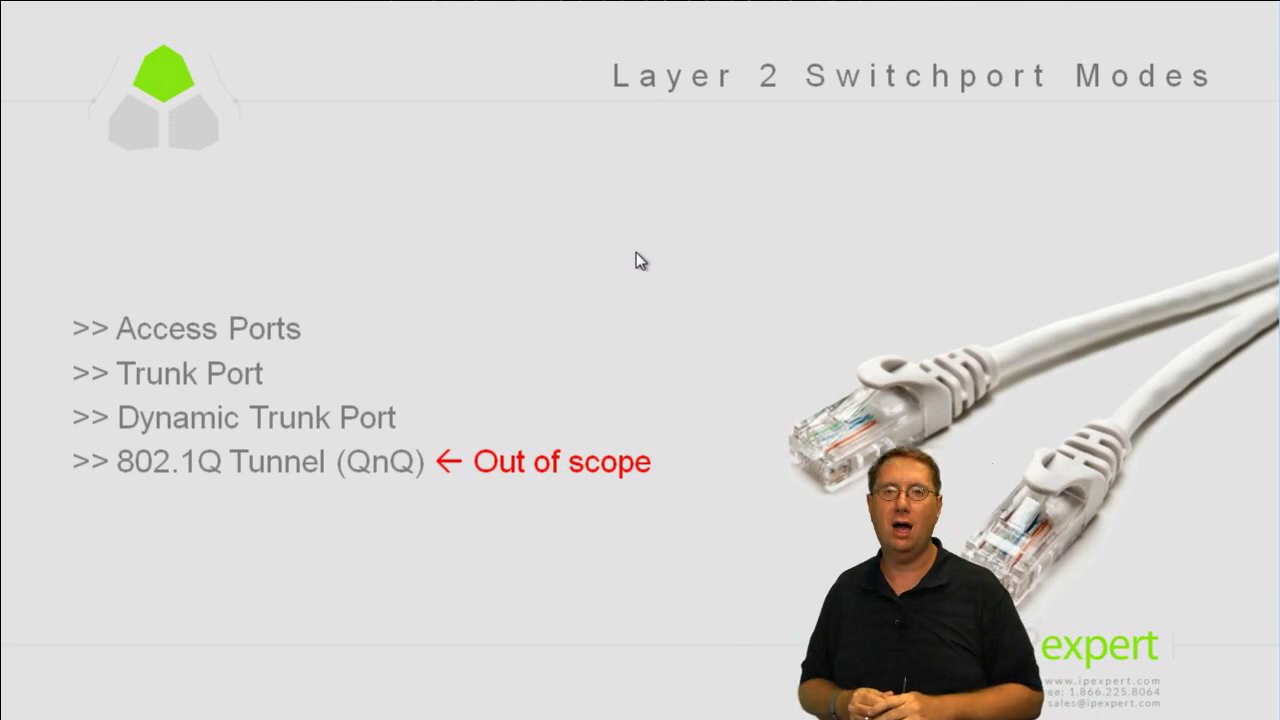 Layer 2 Switchport Modes
>> Access Ports
>> Trunk Port
>> Dynamic Trunk Port
>> 802.1Q Tunnel (QnQ) ← Out of scope
expert
www.ipexpert.com
ee: 1.866.225.8064
sales@ipexpert.com